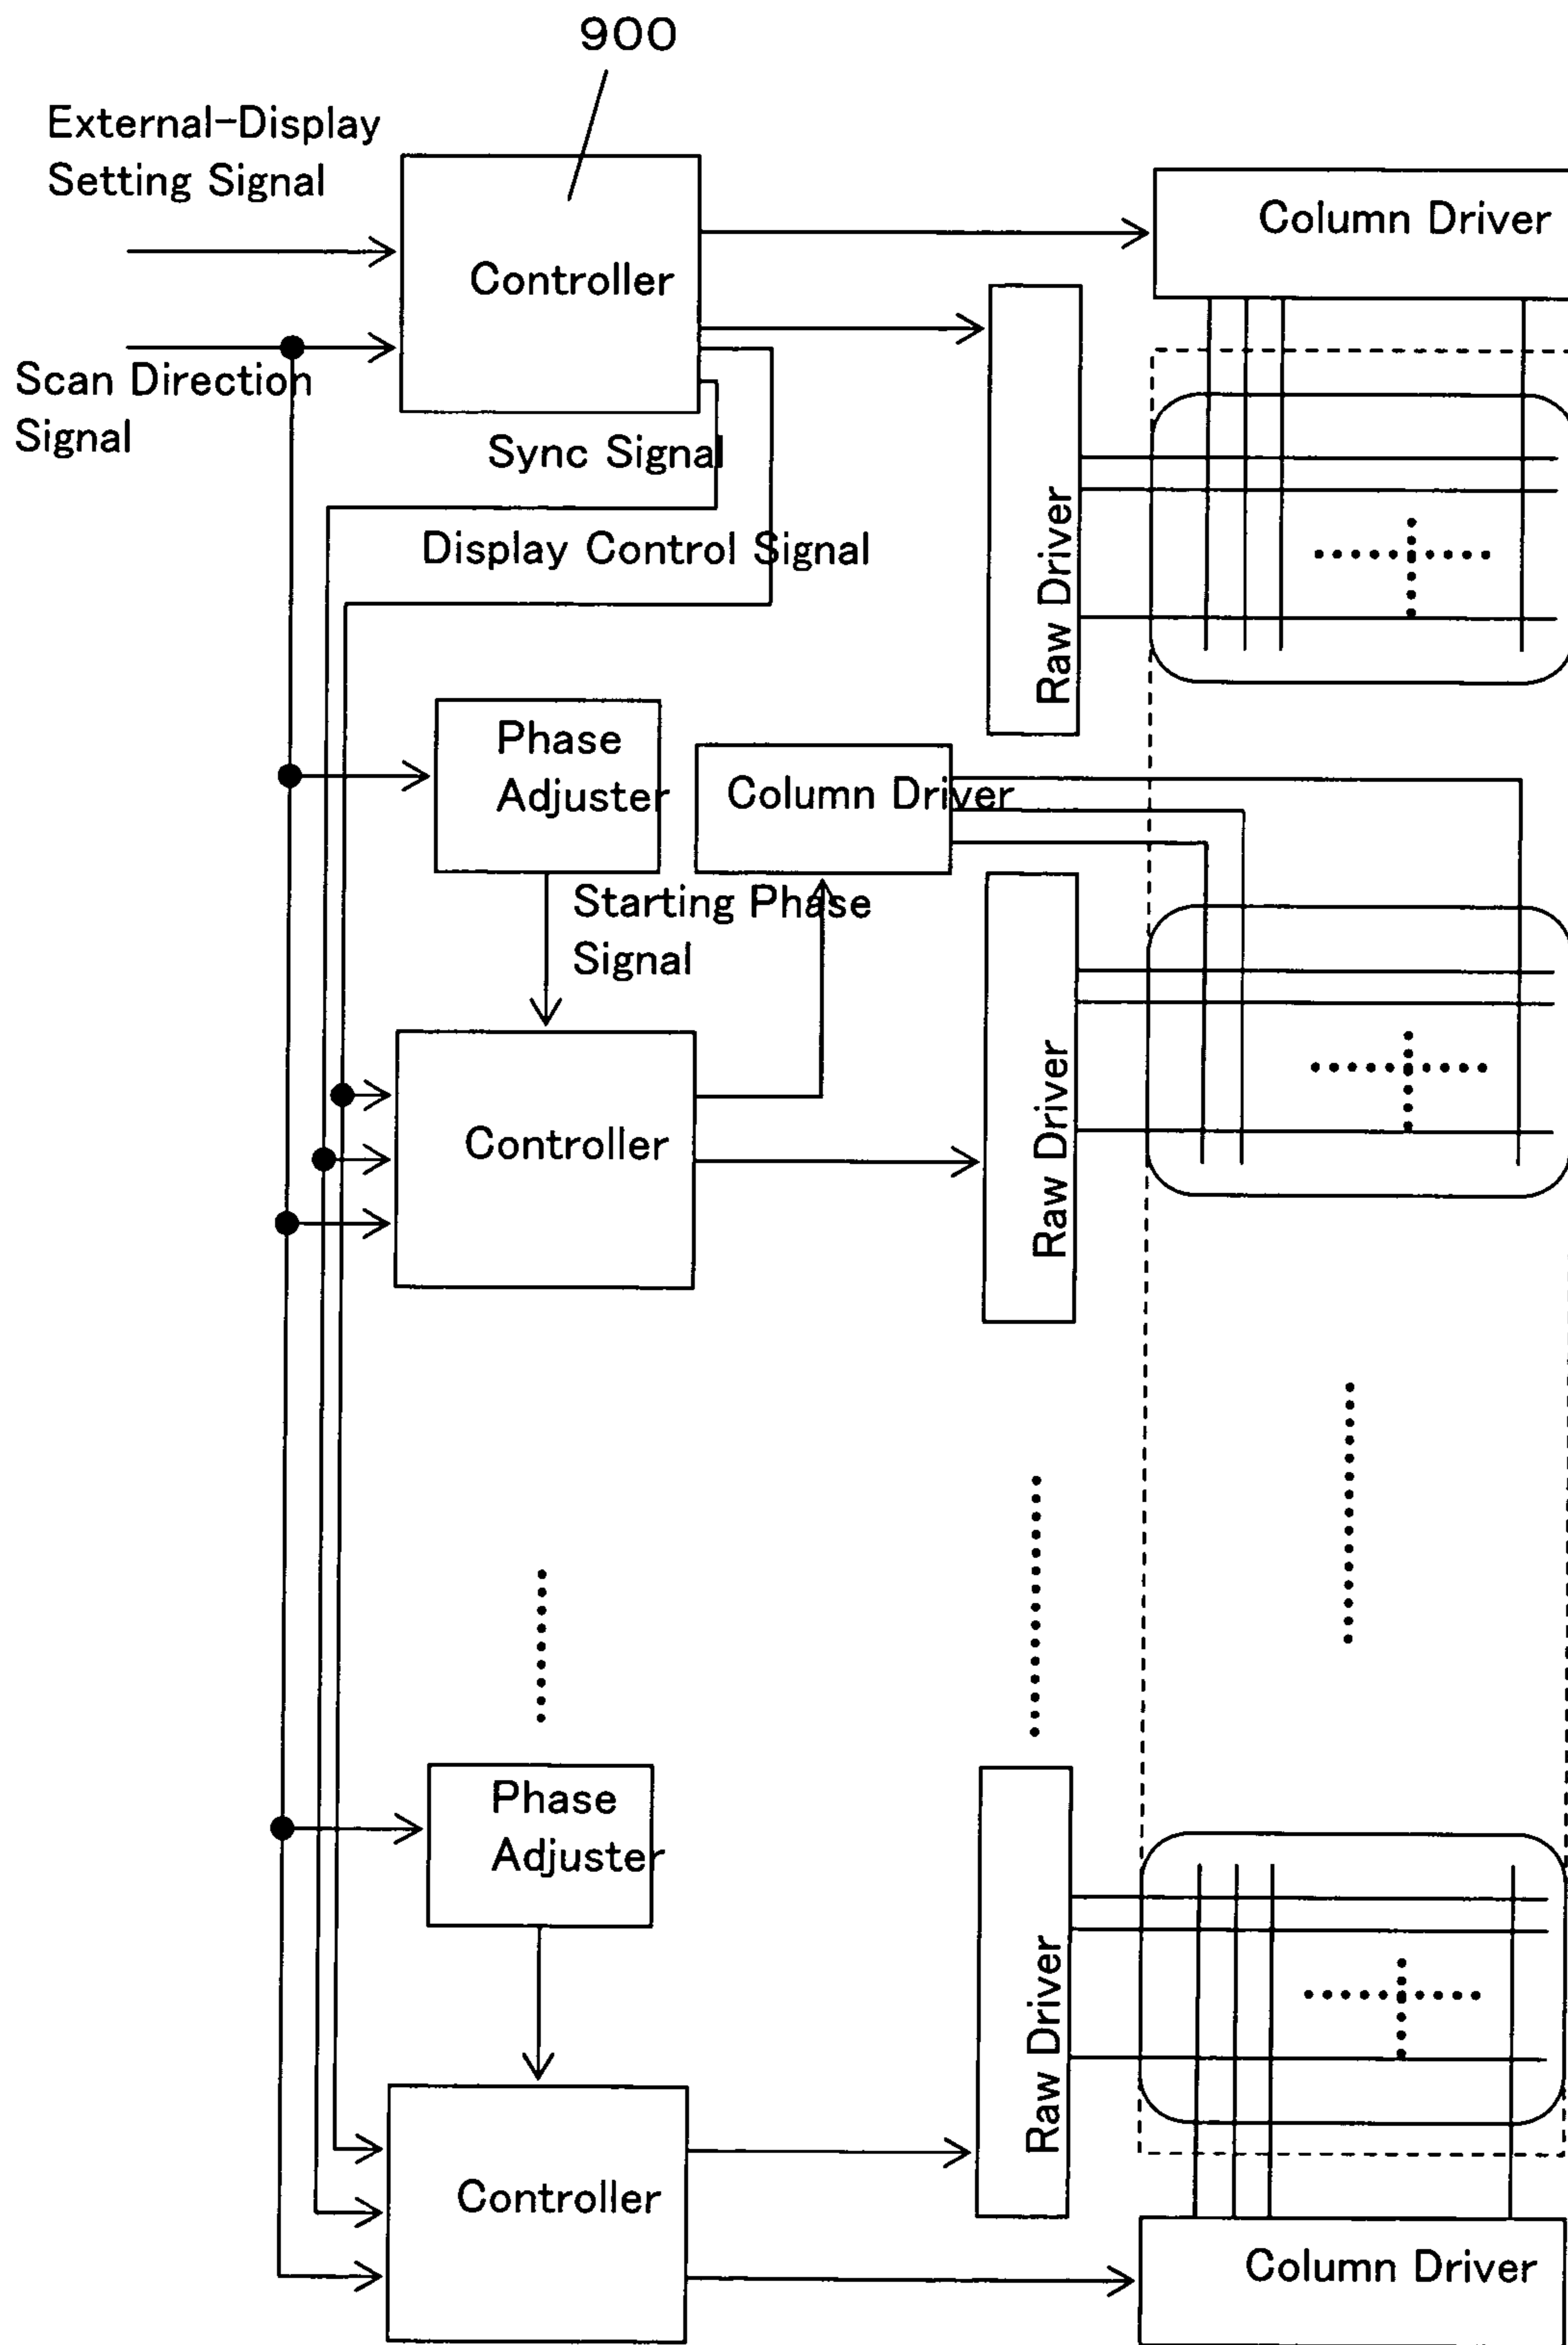 900
External-Display
Setting Signal
Column Driver
Controller
Scan Direction
Signal
Sync Signal
Display Control Signal
Raw Driver
Phase
Adjuster
Column Driver
Starting Phase
Signal
Controller
Raw Driver
Phase
Adjuster
Raw Driver
Controller
Column Driver